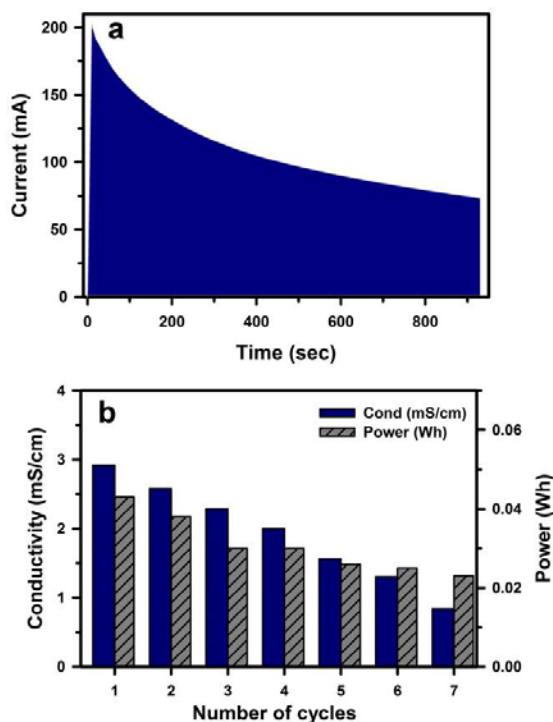 a
200
150
100
50
0
Current (mA)
0 200 400 600 800
Time (sec)
b
Cond (mS/cm)
Power (Wh)
4
3
2
1
0
Conductivity (mS/cm)
0.06
0.04
0.02
0.00
Power (Wh)
1 2 3 4 5 6 7
Number of cycles